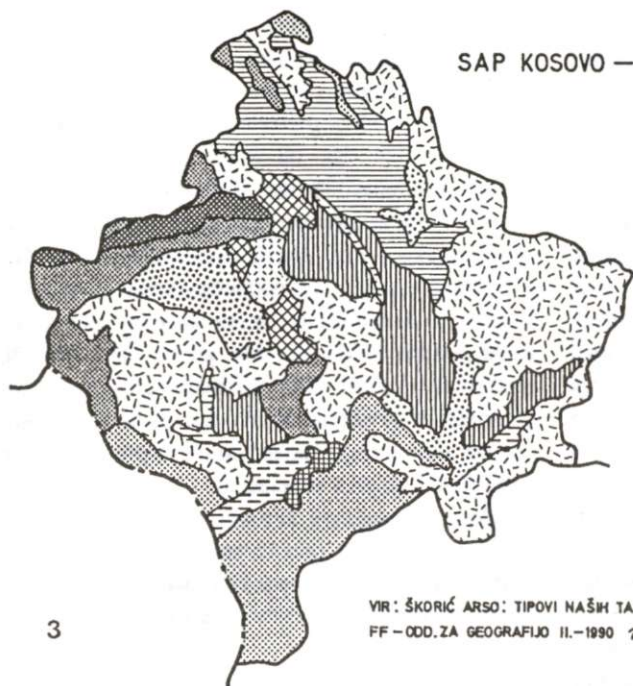 SAP KOSOVO —
VIR: ŠKORIĆ ARSO: TIPOVI NAŠIH TA
3
FF - ODD. ZA GEOGRAFIJO II.-1990